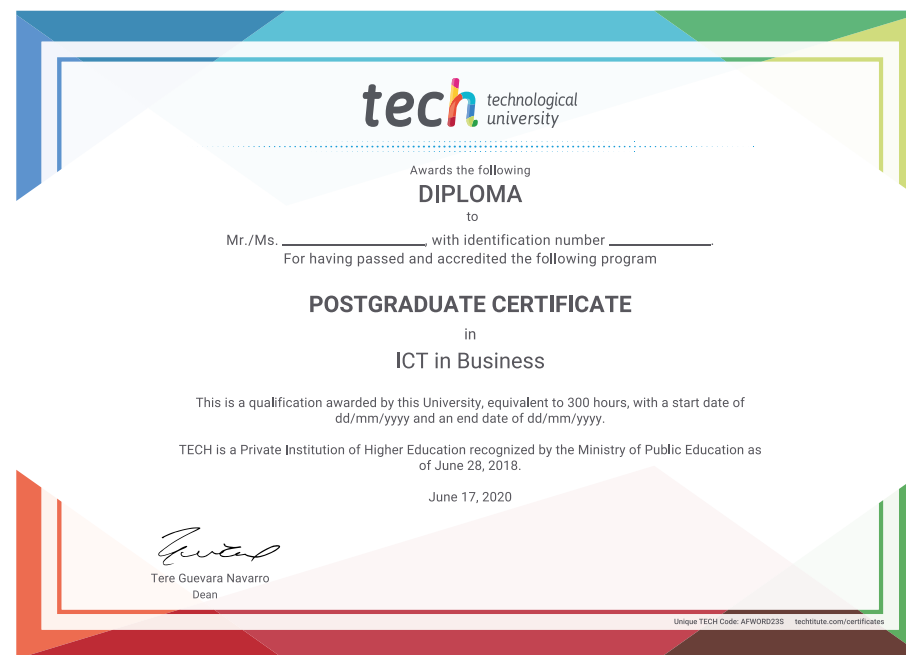 tech technological
university
Awards the following
DIPLOMA
to
Mr./Ms. ____________, with identification number ____________.
For having passed and accredited the following program
POSTGRADUATE CERTIFICATE
in
ICT in Business
This is a qualification awarded by this University, equivalent to 300 hours, with a start date of
dd/mm/yyyy and an end date of dd/mm/yyyy.
TECH is a Private Institution of Higher Education recognized by the Ministry of Public Education as
of June 28, 2018.
June 17, 2020
Tere Guevara Navarro
Dean
Unique TECH Code: AFWORD23S techtitute.com/certificates